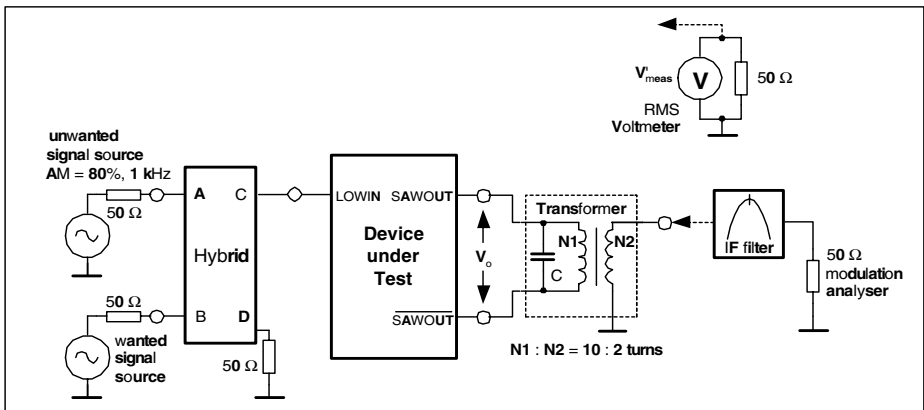 V'meas
V
50 Ω
RMS
Voltmeter
unwanted
signal source
AM = 80%, 1 kHz
50 Ω
A
C
Hybrid
B
D
50 Ω
wanted
signal
source
50 Ω
LOWIN
SAWOUT
Device
under
Test
SAWOUT
Vo
Transformer
N1
N2
C
N1 : N2 = 10 : 2 turns
IF filter
50 Ω
modulation
analyser